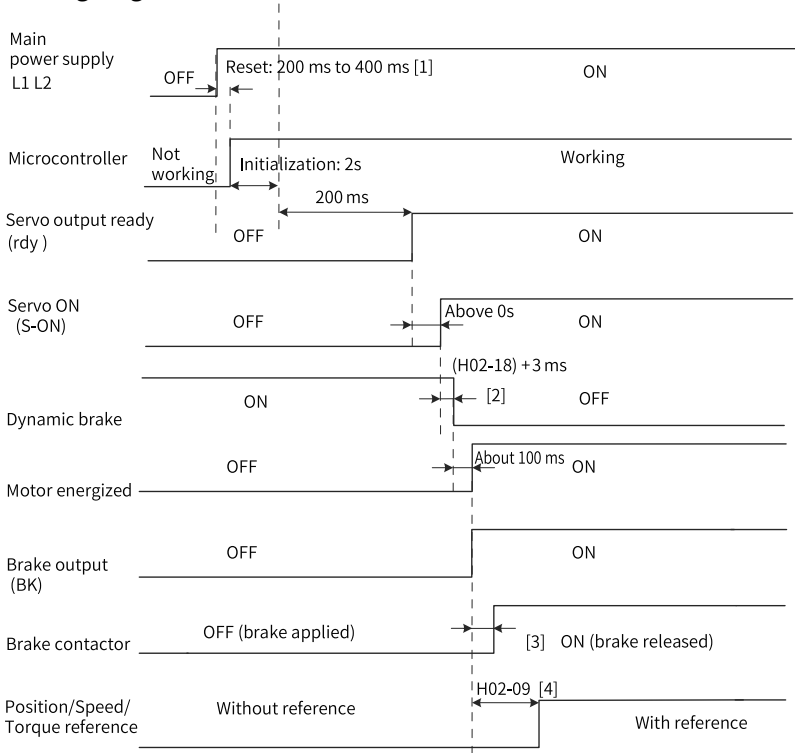 Main
power supply
L1 L2
OFF
Reset: 200 ms to 400 ms [1]
ON
Microcontroller
Not
working
Initialization: 2s
Working
200 ms
Servo output ready
(rdy )
OFF
ON
Servo ON
(S-ON)
OFF
Above 0s
ON
(H02-18) +3 ms
[2]
Dynamic brake
ON
OFF
Motor energized
OFF
About 100 ms
ON
Brake output
(BK)
OFF
ON
Brake contactor
OFF (brake applied)
[3]
ON (brake released)
H02-09 [4]
Position/Speed/
Torque reference
Without reference
With reference